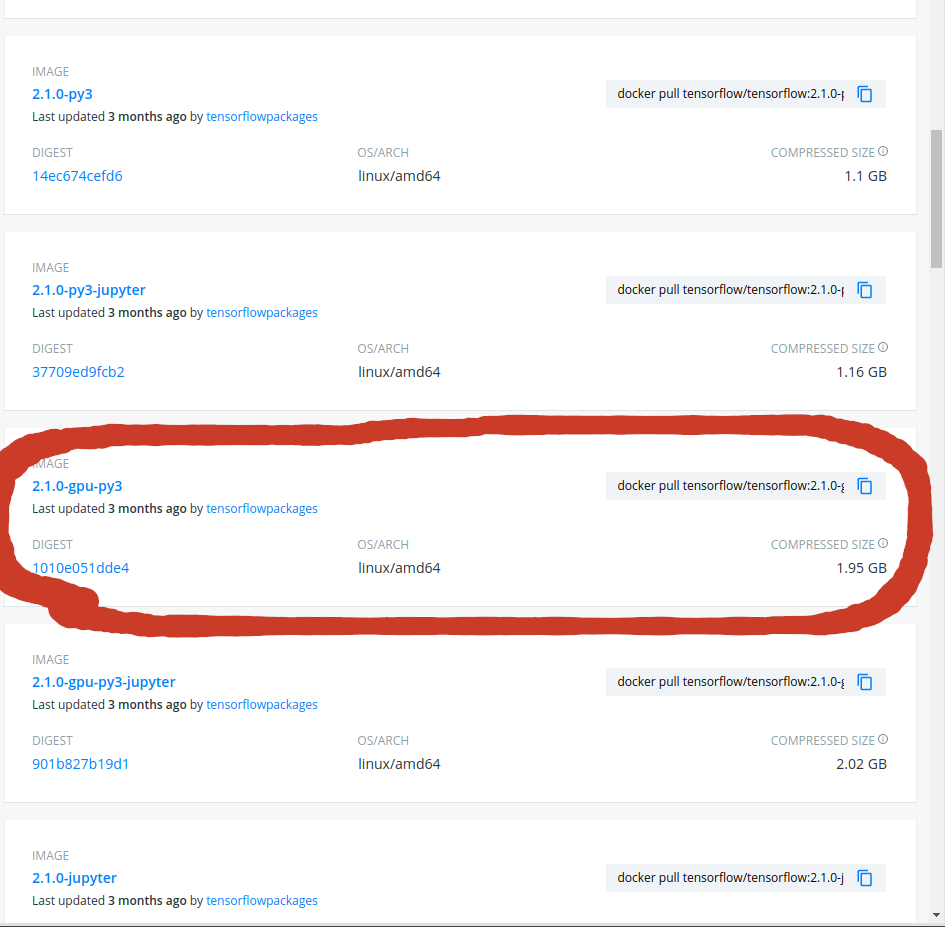 IMAGE
2.1.0-py3
docker pull tensorflow/tensorflow:2.1.0-p
Last updated 3 months ago by tensorflowpackages
DIGEST OS/ARCH COMPRESSED SIZE
14ec674cefd6 linux/amd64 1.1 GB
IMAGE
2.1.0-py3-jupyter
docker pull tensorflow/tensorflow:2.1.0-p
Last updated 3 months ago by tensorflowpackages
DIGEST OS/ARCH COMPRESSED SIZE
37709ed9fcb2 linux/amd64 1.16 GB
IMAGE
2.1.0-gpu-py3
docker pull tensorflow/tensorflow:2.1.0-g
Last updated 3 months ago by tensorflowpackages
DIGEST OS/ARCH COMPRESSED SIZE
1010e051dde4 linux/amd64 1.95 GB
IMAGE
2.1.0-gpu-py3-jupyter
docker pull tensorflow/tensorflow:2.1.0-g
Last updated 3 months ago by tensorflowpackages
DIGEST OS/ARCH COMPRESSED SIZE
901b827b19d1 linux/amd64 2.02 GB
IMAGE
2.1.0-jupyter
docker pull tensorflow/tensorflow:2.1.0-j
Last updated 3 months ago by tensorflowpackages